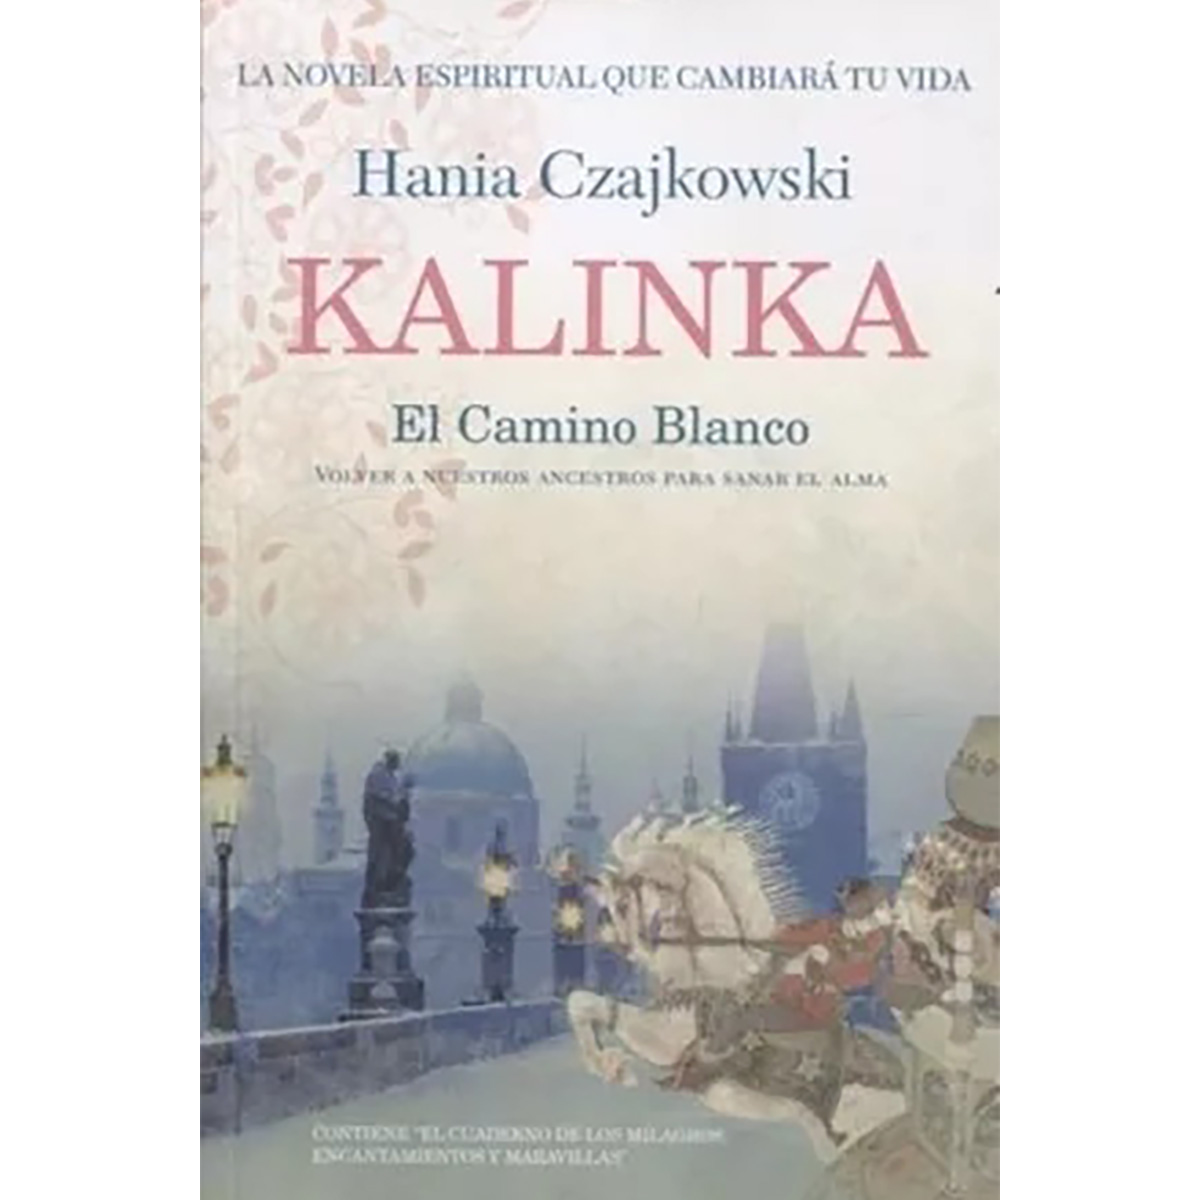 LA NOVELA ESPIRITUAL QUE CAMBIARÁ TU VIDA
Hania Czajkowski
KALINKA
El Camino Blanco
VOLVER A NUESTROS ANCESTROS PARA SANAR EL ALMA
CONTIENE "EL CUADERNO DE LOS MILAGROS,
ENCANTAMIENTOS Y MARAVILLAS"